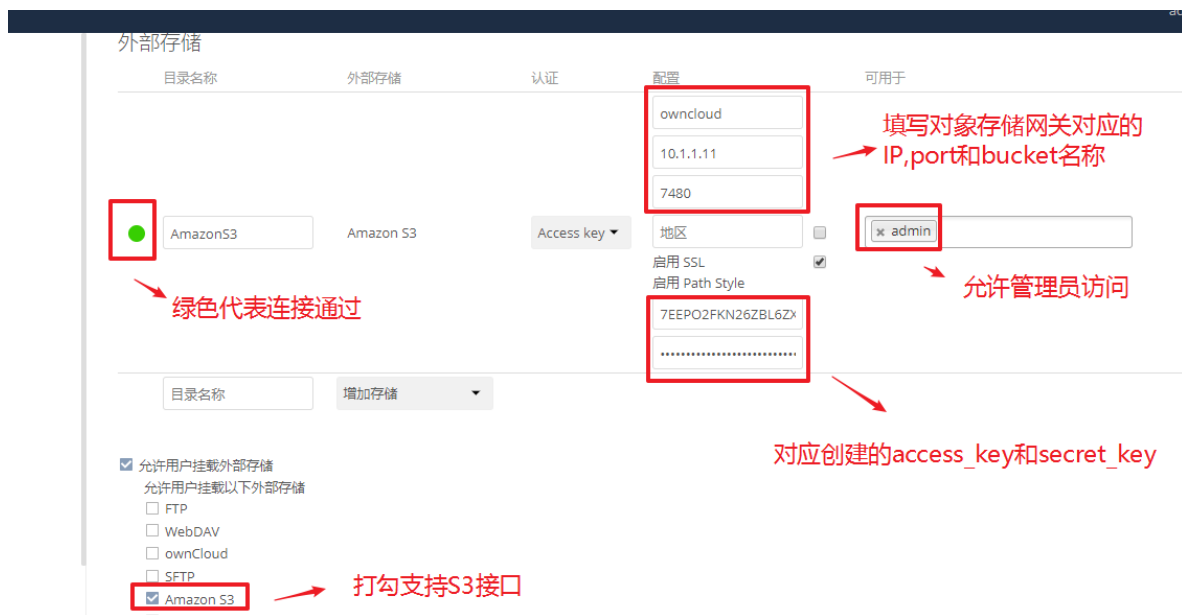 外部存储
目录名称 外部存储 认证 配置 可用于
owncloud
10.1.1.11
7480
填写对象存储网关对应的
IP,port和bucket名称
AmazonS3 Amazon S3 Access key 地区 × admin
启用 SSL
启用 Path Style
绿色代表连接通过
允许管理员访问
7EEPO2FKN26ZBL6ZX
目录名称 增加存储
对应创建的access_key和secret_key
允许用户挂载外部存储
允许用户挂载以下外部存储
FTP
WebDAV
ownCloud
SFTP
Amazon S3
打勾支持S3接口